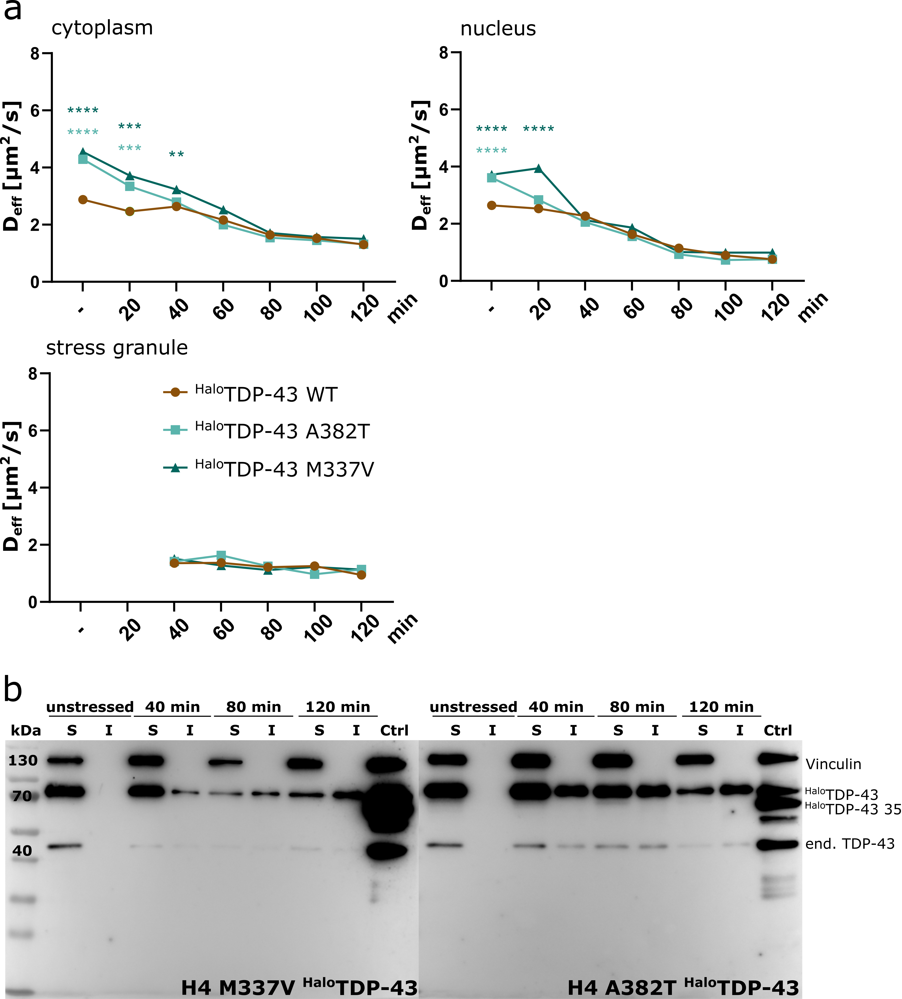 a
cytoplasm
8
6
4
2
0
Deff [µm²/s]
**** *** **
**** ***
- 20 40 60 80 100 120 min
nucleus
8
6
4
2
0
Deff [µm²/s]
**** ****
****
- 20 40 60 80 100 120 min
stress granule
8
6
4
2
0
Deff [µm²/s]
HaloTDP-43 WT
HaloTDP-43 A382T
HaloTDP-43 M337V
- 20 40 60 80 100 120 min
b
unstressed 40 min 80 min 120 min unstressed 40 min 80 min 120 min
kDa S I S I S I S I Ctrl S I S I S I S I Ctrl
130
70
40
Vinculin
HaloTDP-43
HaloTDP-43 35
end. TDP-43
H4 M337V HaloTDP-43
H4 A382T HaloTDP-43